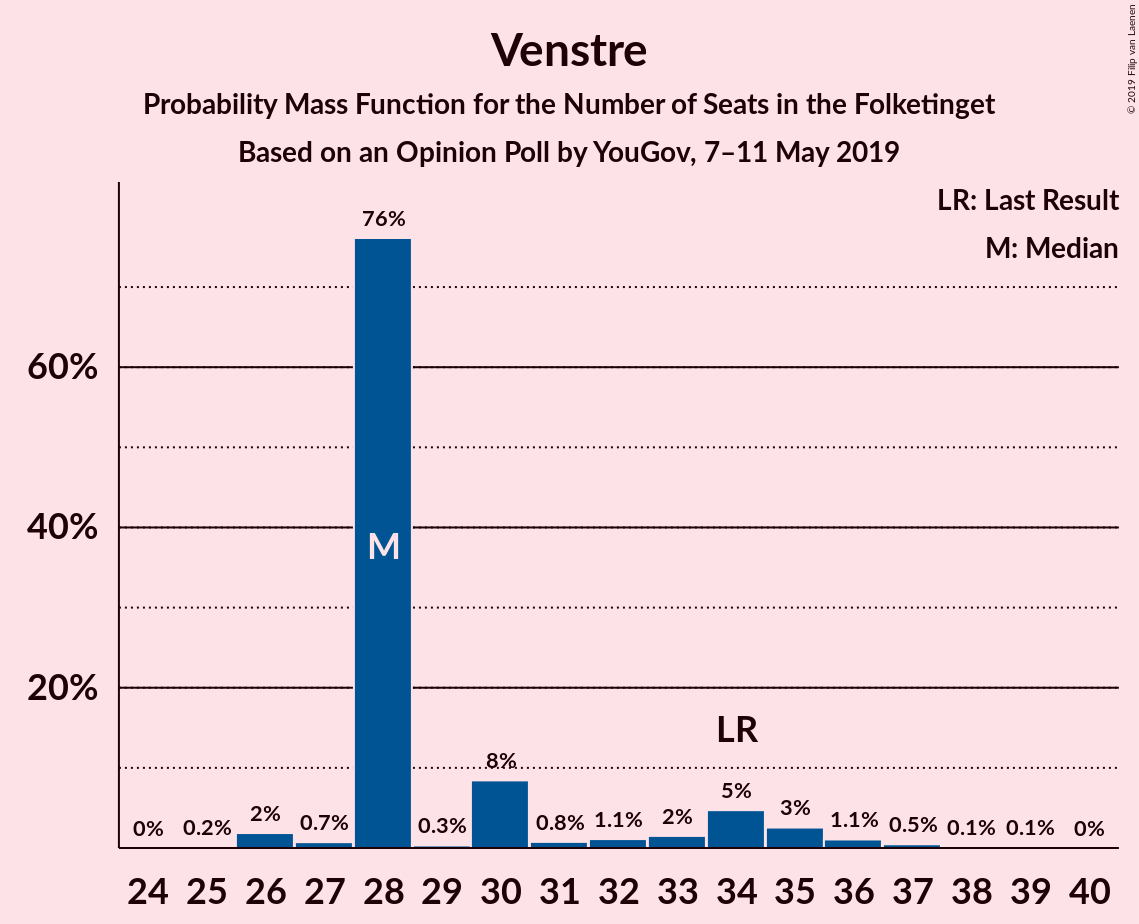 Venstre
Probability Mass Function for the Number of Seats in the Folketinget
Based on an Opinion Poll by YouGov, 7–11 May 2019
© 2019 Filip van Laenen
LR: Last Result
M: Median
60%
40%
20%
0%
0.2%
2%
0.7%
76%
M
0.3%
8%
0.8%
1.1%
2%
LR
5%
3%
1.1%
0.5%
0.1%
0.1%
0%
24 25 26 27 28 29 30 31 32 33 34 35 36 37 38 39 40